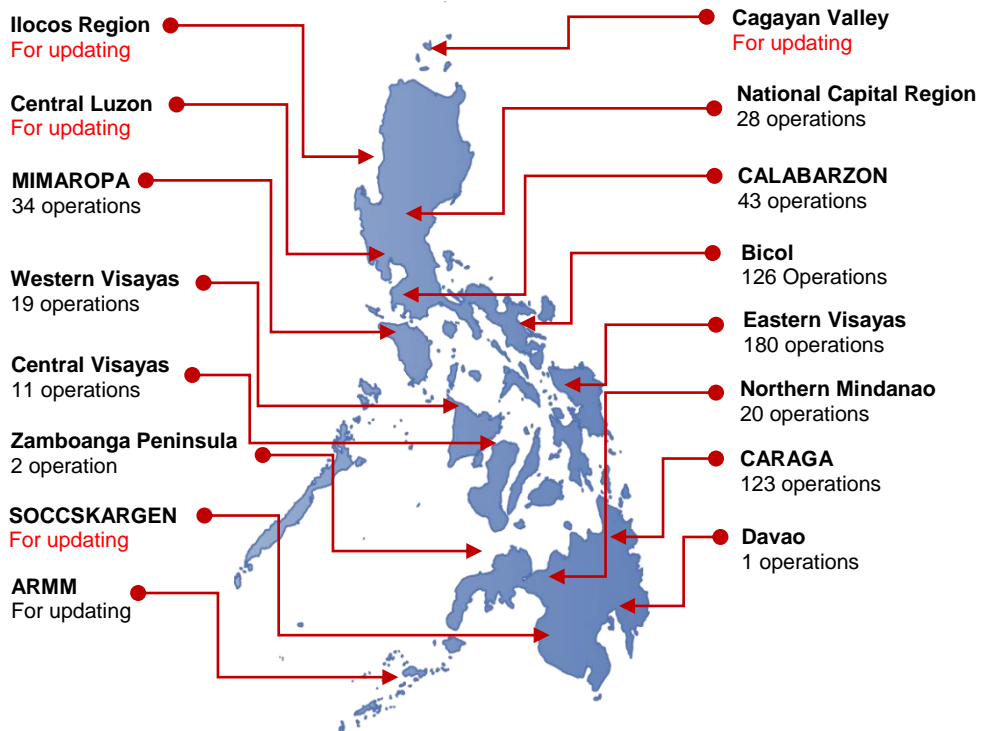 Ilocos Region
For updating
Central Luzon
For updating
MIMAROPA
34 operations
Western Visayas
19 operations
Central Visayas
11 operations
Zamboanga Peninsula
2 operation
SOCCSKARGEN
For updating
ARMM
For updating
Cagayan Valley
For updating
National Capital Region
28 operations
CALABARZON
43 operations
Bicol
126 Operations
Eastern Visayas
180 operations
Northern Mindanao
20 operations
CARAGA
123 operations
Davao
1 operations